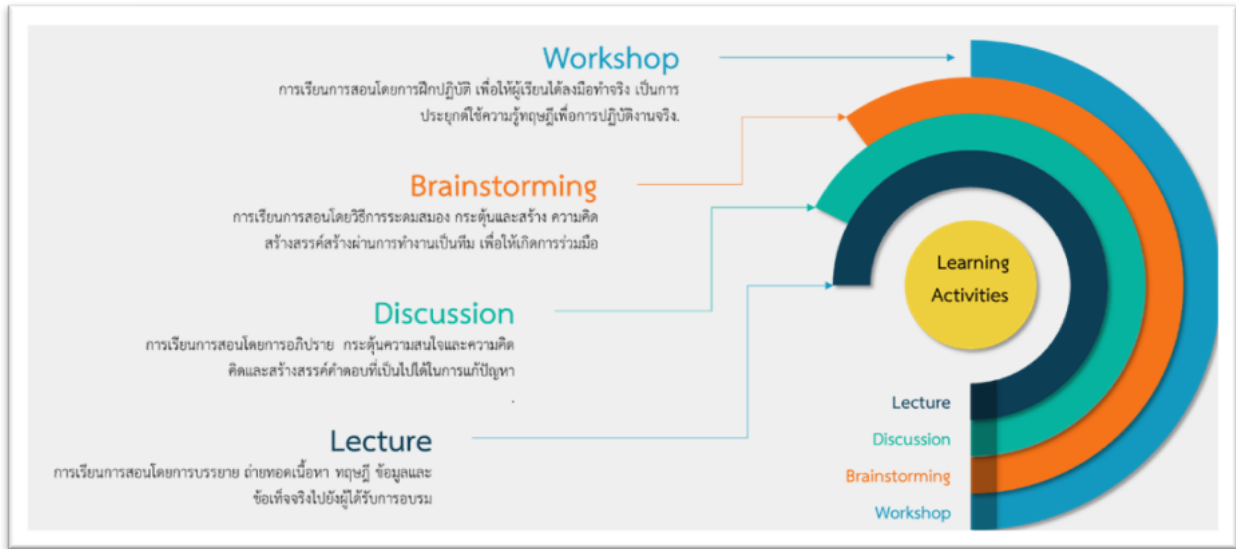 Workshop
การเรียนการสอนโดยการฝึกปฏิบัติ เพื่อให้ผู้เรียนได้ลงมือทำจริง เป็นการ
ประยุกต์ใช้ความรู้ทฤษฎีเพื่อการปฏิบัติงานจริง.
Brainstorming
การเรียนการสอนโดยวิธีการระดมสมอง กระตุ้นและสร้าง ความคิด
สร้างสรรค์สร้างผ่านการทำงานเป็นทีม เพื่อให้เกิดการร่วมมือ
Discussion
การเรียนการสอนโดยการอภิปราย กระตุ้นความสนใจและความคิด
คิดและสร้างสรรค์คำตอบที่เป็นไปได้ในการแก้ปัญหา
.
Lecture
การเรียนการสอนโดยการบรรยาย ถ่ายทอดเนื้อหา ทฤษฎี ข้อมูลและ
ข้อเท็จจริงไปยังผู้ได้รับการอบรม
Learning
Activities
Lecture
Discussion
Brainstorming
Workshop